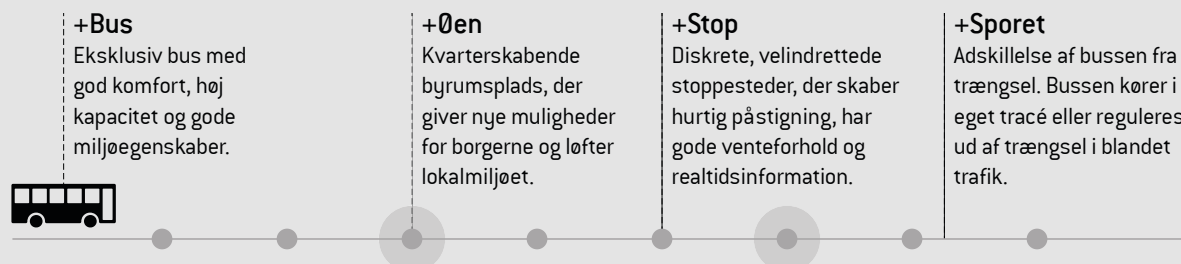 +Bus
Eksklusiv bus med
god komfort, høj
kapacitet og gode
miljøegenskaber.
+Øen
Kvarterskabende
byrumsplads, der
giver nye muligheder
for borgerne og løfter
lokalmiljøet.
+Stop
Diskrete, velindrettede
stoppesteder, der skaber
hurtig påstigning, har
gode venteforhold og
realtidsinformation.
+Sporet
Adskillelse af bussen fra
trængsel. Bussen kører i
eget tracé eller reguleres
ud af trængsel i blandet
trafik.